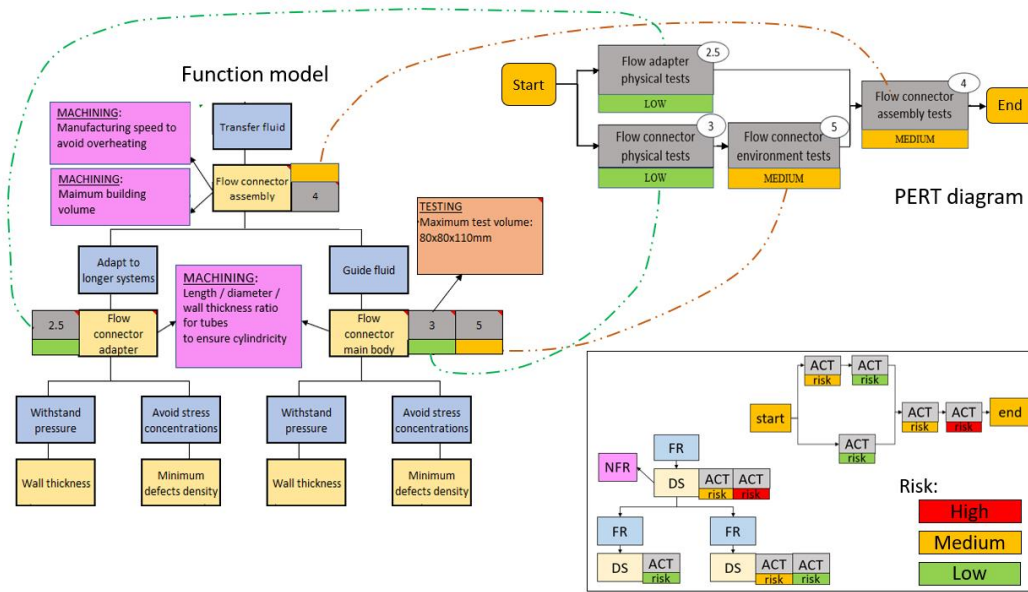 Function model
MACHINING:
Manufacturing speed to
avoid overheating
Transfer fluid
MACHINING:
Maimum building
volume
Flow connector
assembly
4
TESTING
Maximum test volume:
80x80x110mm
Adapt to
longer systems
MACHINING:
Length / diameter /
wall thickness ratio
for tubes
to ensure cylindricity
Guide fluid
2.5
Flow
connector
adapter
Flow
connector
main body
3
5
Withstand
pressure
Avoid stress
concentrations
Withstand
pressure
Avoid stress
concentrations
Wall thickness
Minimum
defects density
Wall thickness
Minimum
defects density
Start
Flow adapter
physical tests
2.5
LOW
Flow connector
physical tests
3
LOW
Flow connector
environment tests
5
MEDIUM
Flow connector
assembly tests
4
MEDIUM
End
PERT diagram
start
ACT
risk
ACT
risk
ACT
risk
ACT
risk
ACT
risk
end
FR
NFR
DS
ACT
risk
ACT
risk
FR
FR
DS
ACT
risk
DS
ACT
risk
ACT
risk
Risk:
High
Medium
Low